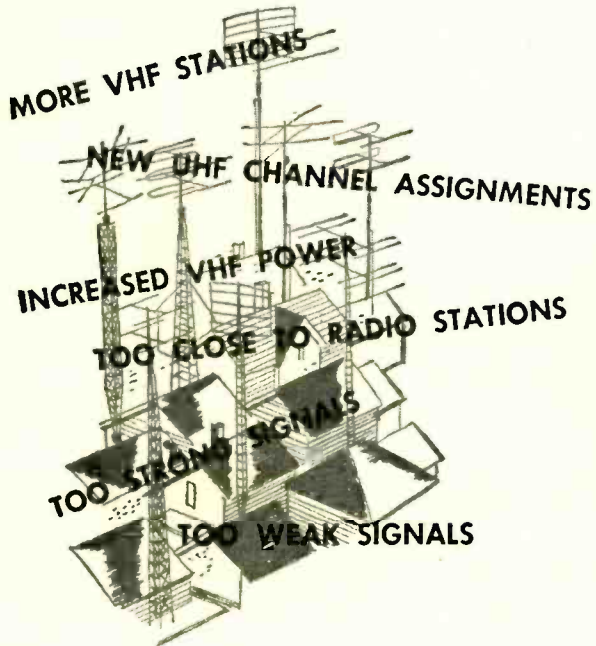 MORE VHF STATIONS
NEW UHF CHANNEL ASSIGNMENTS
INCREASED VHF POWER
TOO CLOSE TO RADIO STATIONS
TOO STRONG SIGNALS
TOO WEAK SIGNALS